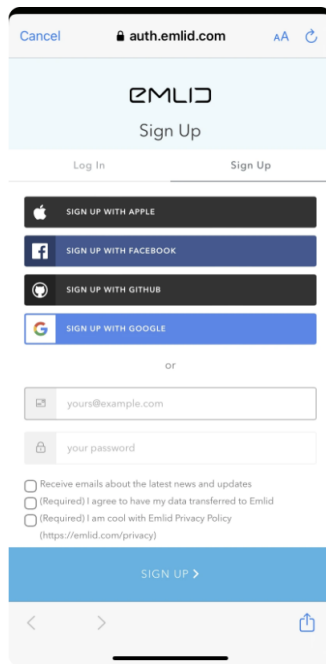 Cancel
auth.emlid.com
AA
EMLID
Sign Up
Log In
Sign Up
SIGN UP WITH APPLE
SIGN UP WITH FACEBOOK
SIGN UP WITH GITHUB
SIGN UP WITH GOOGLE
or
yours@example.com
your password
Receive emails about the latest news and updates
(Required) I agree to have my data transferred to Emlid
(Required) I am cool with Emlid Privacy Policy
(https://emlid.com/privacy)
SIGN UP >